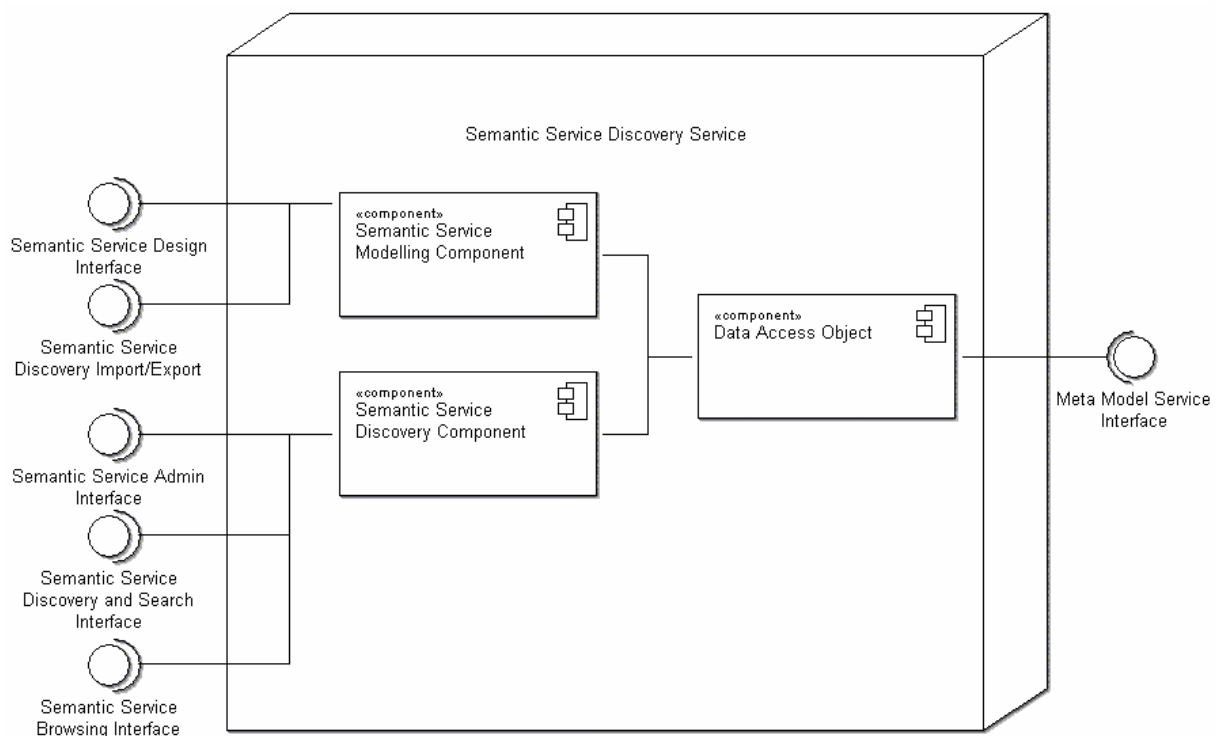 Semantic Service Discovery Service
Semantic Service Design
Interface
Semantic Service
Discovery Import/Export
Semantic Service Admin
Interface
Semantic Service
Discovery and Search
Interface
Semantic Service
Browsing Interface
«component»
Semantic Service
Modelling Component
«component»
Semantic Service
Discovery Component
«component»
Data Access Object
Meta Model Service
Interface